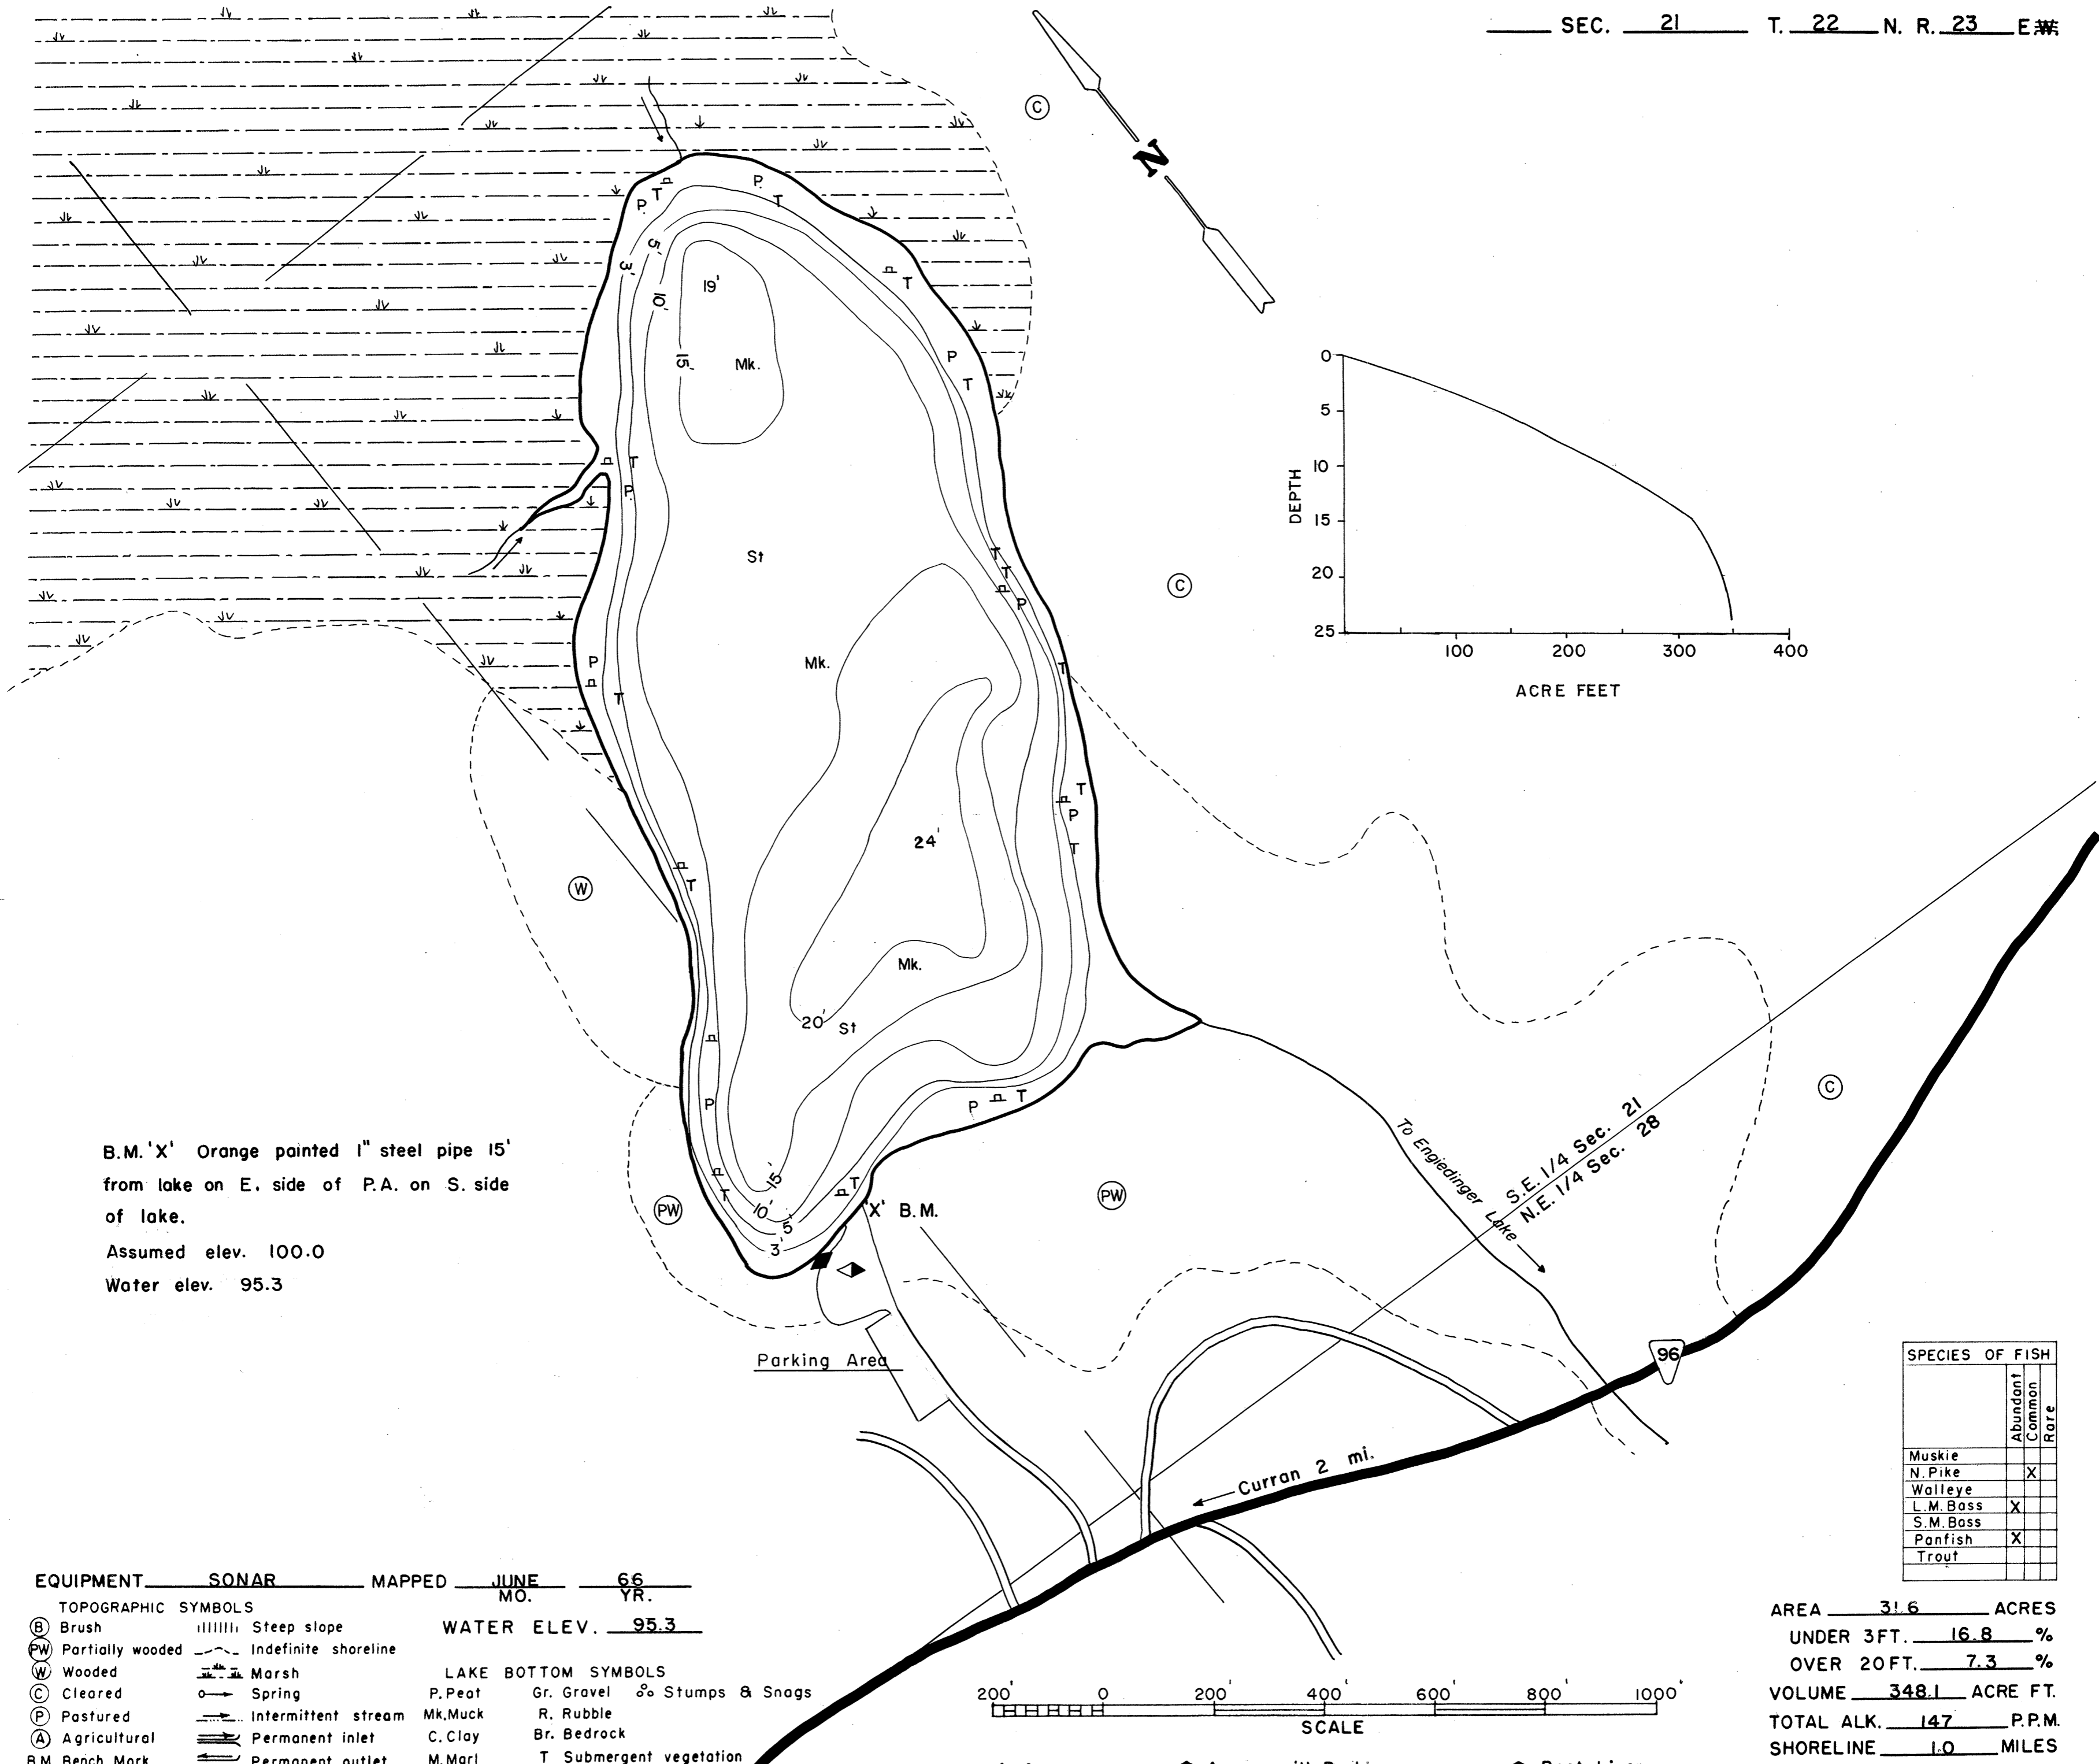 SEC. 21 T. 22 N. R. 23 E.W.
C
N
P T P T
5'
3'
10'
19'
15'
Mk.
T
P
T
T
P
St
T
T
P
C
Mk.
P
T
T
24'
T
P
T
W
T
Mk.
20' St
P
P T
T
T
15'
10'
5'
3'
PW
'X' B.M.
PW
C
0
5
10
15
20
25
DEPTH
100 200 300 400
ACRE FEET
To Engiedinger Lake
S.E. 1/4 Sec. 21
N.E. 1/4 Sec. 28
B.M. 'X' Orange painted 1" steel pipe 15'
from lake on E. side of P.A. on S. side
of lake.
Assumed elev. 100.0
Water elev. 95.3
Parking Area
96
Curran 2 mi.
SPECIES OF FISH
Abundant
Common
Rare
Muskie
N. Pike X
Walleye
L.M. Bass X
S.M. Bass
Panfish X
Trout
EQUIPMENT SONAR MAPPED JUNE 66
MO. YR.
TOPOGRAPHIC SYMBOLS
WATER ELEV. 95.3
B Brush Steep slope
PW Partially wooded Indefinite shoreline
W Wooded Marsh
C Cleared Spring
P Pastured Intermittent stream
A Agricultural Permanent inlet
B.M. Bench Mark Permanent outlet
LAKE BOTTOM SYMBOLS
P. Peat Gr. Gravel Stumps & Snags
Mk. Muck R. Rubble
C. Clay Br. Bedrock
M. Marl T Submergent vegetation
200' 0 200' 400' 600' 800' 1000'
SCALE
AREA 31.6 ACRES
UNDER 3FT. 16.8 %
OVER 20FT. 7.3 %
VOLUME 348.1 ACRE FT.
TOTAL ALK. 147 P.P.M.
SHORELINE 1.0 MILES